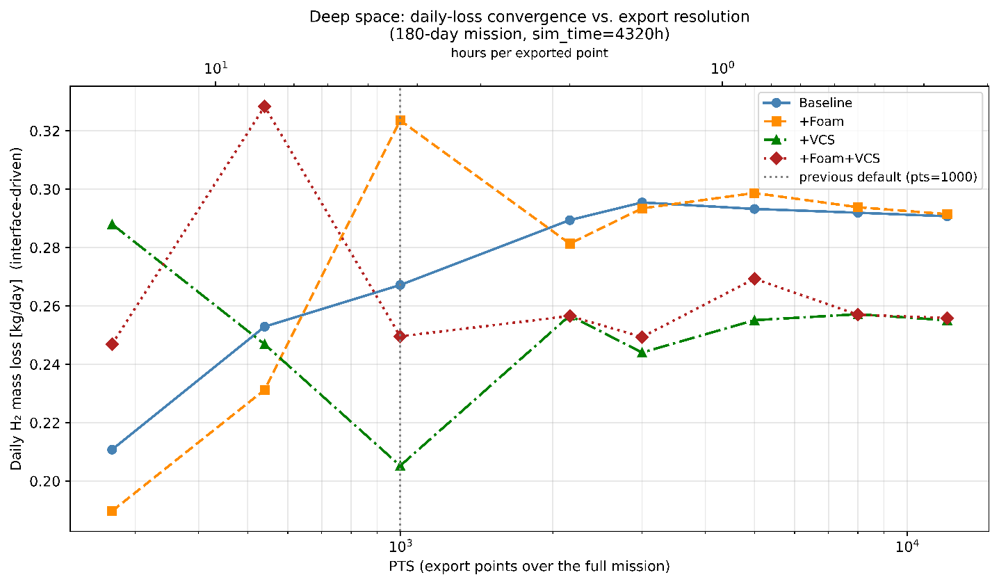 Deep space: daily-loss convergence vs. export resolution
(180-day mission, sim_time=4320h)
hours per exported point
10¹
10⁰
Baseline
+Foam
+VCS
+Foam+VCS
previous default (pts=1000)
Daily H₂ mass loss [kg/day]  (interface-driven)
0.32
0.30
0.28
0.26
0.24
0.22
0.20
10³
10⁴
PTS (export points over the full mission)